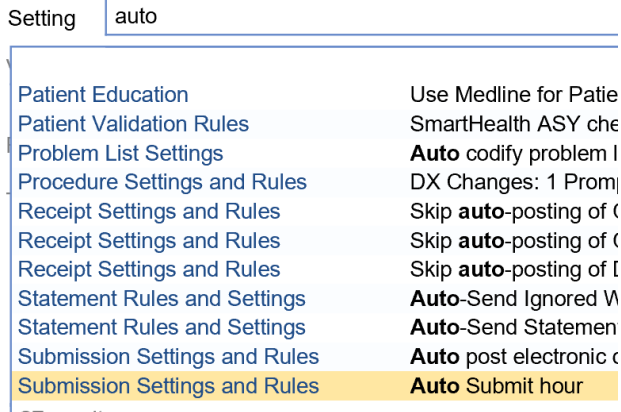 Setting auto
Patient Education Use Medline for Patie
Patient Validation Rules SmartHealth ASY che
Problem List Settings Auto codify problem l
Procedure Settings and Rules DX Changes: 1 Promp
Receipt Settings and Rules Skip auto-posting of
Receipt Settings and Rules Skip auto-posting of
Receipt Settings and Rules Skip auto-posting of D
Statement Rules and Settings Auto-Send Ignored W
Statement Rules and Settings Auto-Send Statement
Submission Settings and Rules Auto post electronic
Submission Settings and Rules Auto Submit hour